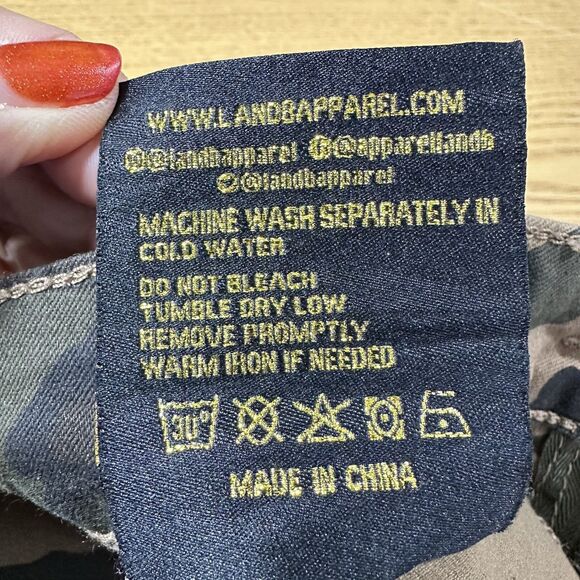 WWW.LANDBAPPAREL.COM
@landbapparel @apparellandb
@landbapparel
MACHINE WASH SEPARATELY IN
COLD WATER
DO NOT BLEACH
TUMBLE DRY LOW
REMOVE PROMPTLY
WARM IRON IF NEEDED
30°
MADE IN CHINA